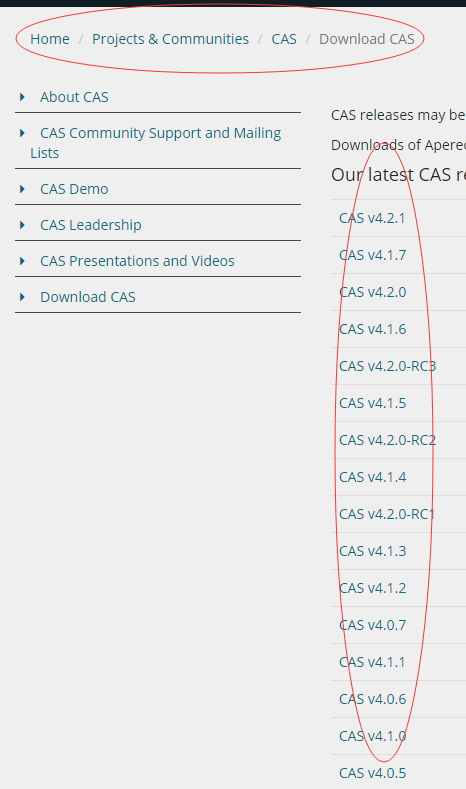 Home / Projects & Communities / CAS / Download CAS
About CAS
CAS Community Support and Mailing
Lists
CAS Demo
CAS Leadership
CAS Presentations and Videos
Download CAS
CAS releases may be
Downloads of
Our latest CAS
CAS v4.2.1
CAS v4.1.7
CAS v4.2.0
CAS v4.1.6
CAS v4.2.0-RC3
CAS v4.1.5
CAS v4.2.0-RC2
CAS v4.1.4
CAS v4.2.0-RC1
CAS v4.1.3
CAS v4.1.2
CAS v4.0.7
CAS v4.1.1
CAS v4.0.6
CAS v4.1.0
CAS v4.0.5